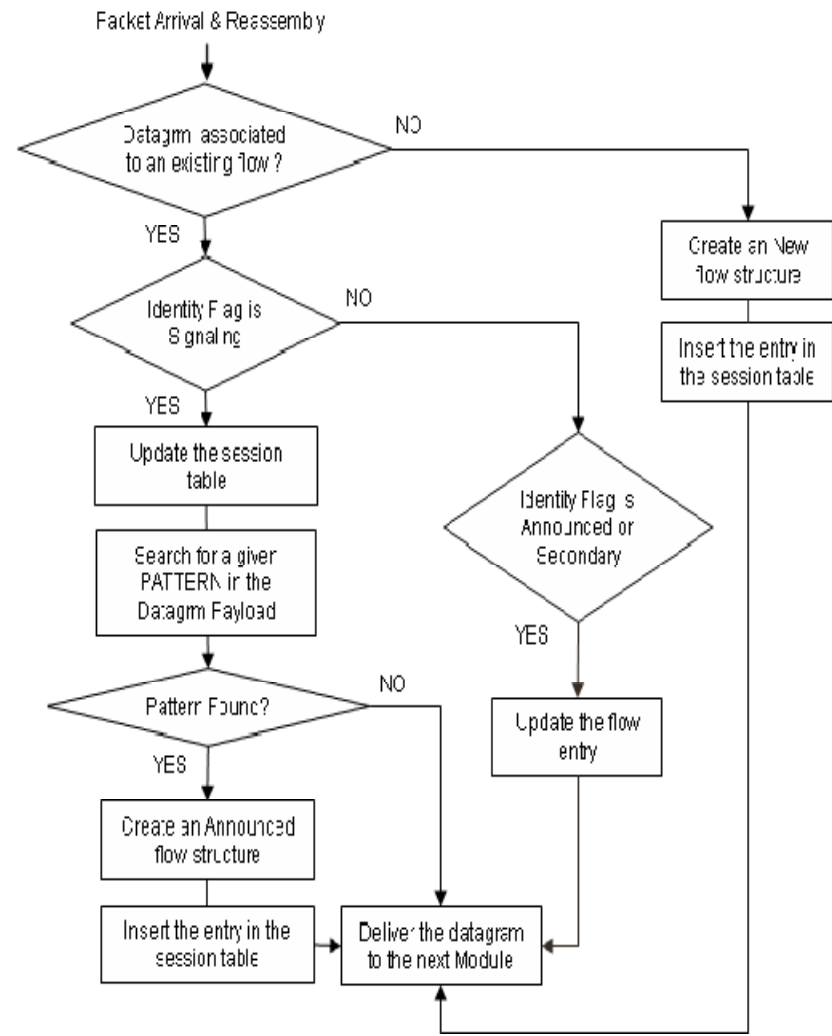 Packet Arrival & Reassemby
Datagrm associated
to an existing flow ?
NO
YES
Create an New
flow structure
Identity Flag is
Signaling
NO
Insert the entry in
the session table
YES
Update the session
table
Identity Flag is
Announced or
Secondary
Search for a given
PATTERN in the
Datagrm Payload
YES
NO
Pattern Found?
Update the flow
entry
YES
Create an Announced
flow structure
Insert the entry in the
session table
Deliver the datagram
to the next Module